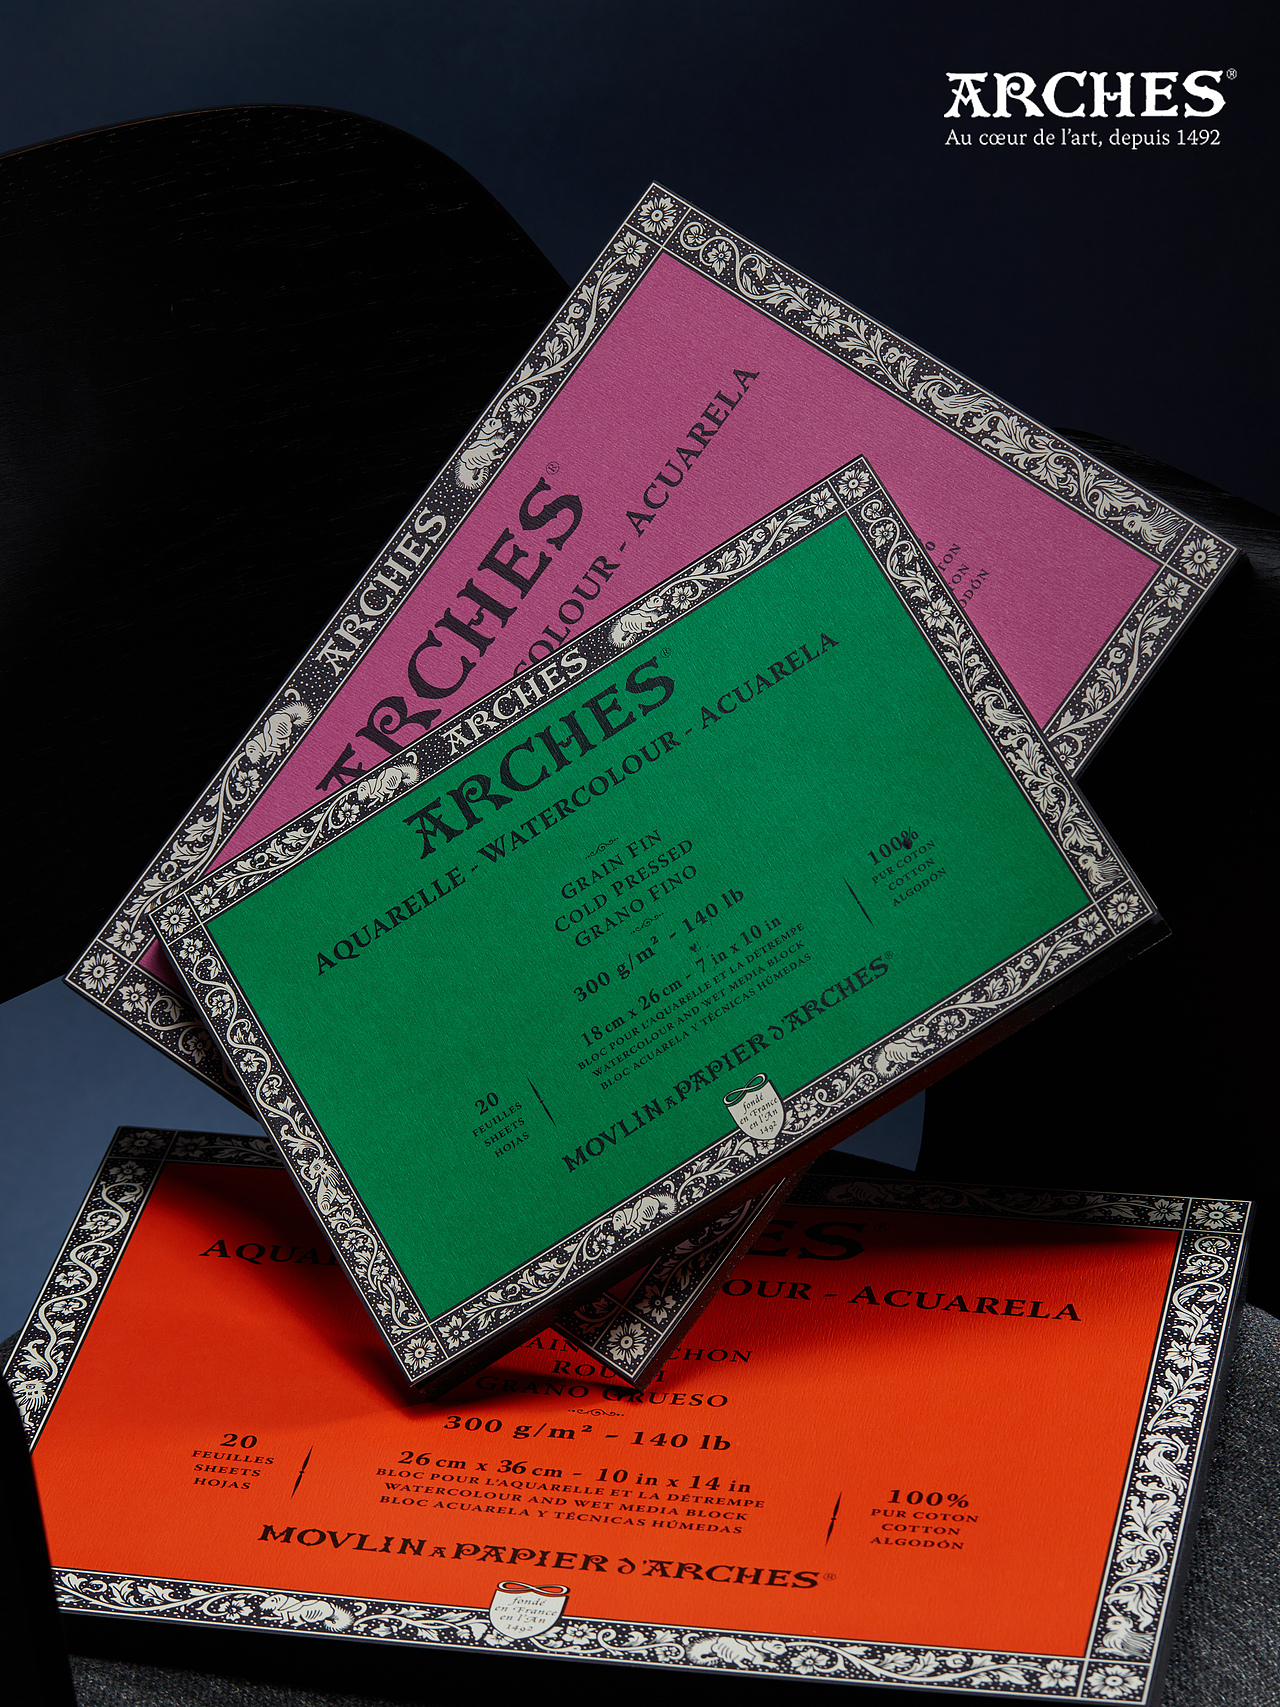 ARCHES®
Au cœur de l'art, depuis 1492
ARCHES
ARCHES®
COLOUR - ACUARELA
ARCHES
ARCHES®
AQUARELLE - WATERCOLOUR - ACUARELA
GRAIN FIN
COLD PRESSED
GRANO FINO
300 g/m² - 140 lb
18 cm x 26 cm - 7 in x 10 in
BLOC POUR L'AQUARELLE ET LA DÉTREMPE
WATERCOLOUR AND WET MEDIA BLOCK
BLOC ACUARELA Y TÉCNICAS HÚMEDAS
100%
PUR COTON
COTTON
ALGODÓN
20
FEUILLES
SHEETS
HOJAS
MOVLIN A PAPIER d'ARCHES®
fondé
en France
en l'An
1492
ES®
AQUA
OUR - ACUARELA
CHON
GRANO GRUESO
300 g/m² - 140 lb
26 cm x 36 cm - 10 in x 14 in
BLOC POUR L'AQUARELLE ET LA DÉTREMPE
WATERCOLOUR AND WET MEDIA BLOCK
BLOC ACUARELA Y TÉCNICAS HÚMEDAS
20
FEUILLES
SHEETS
HOJAS
100%
PUR COTON
COTTON
ALGODÓN
MOVLIN A PAPIER d'ARCHES®
fondé
en France
en l'An
1492